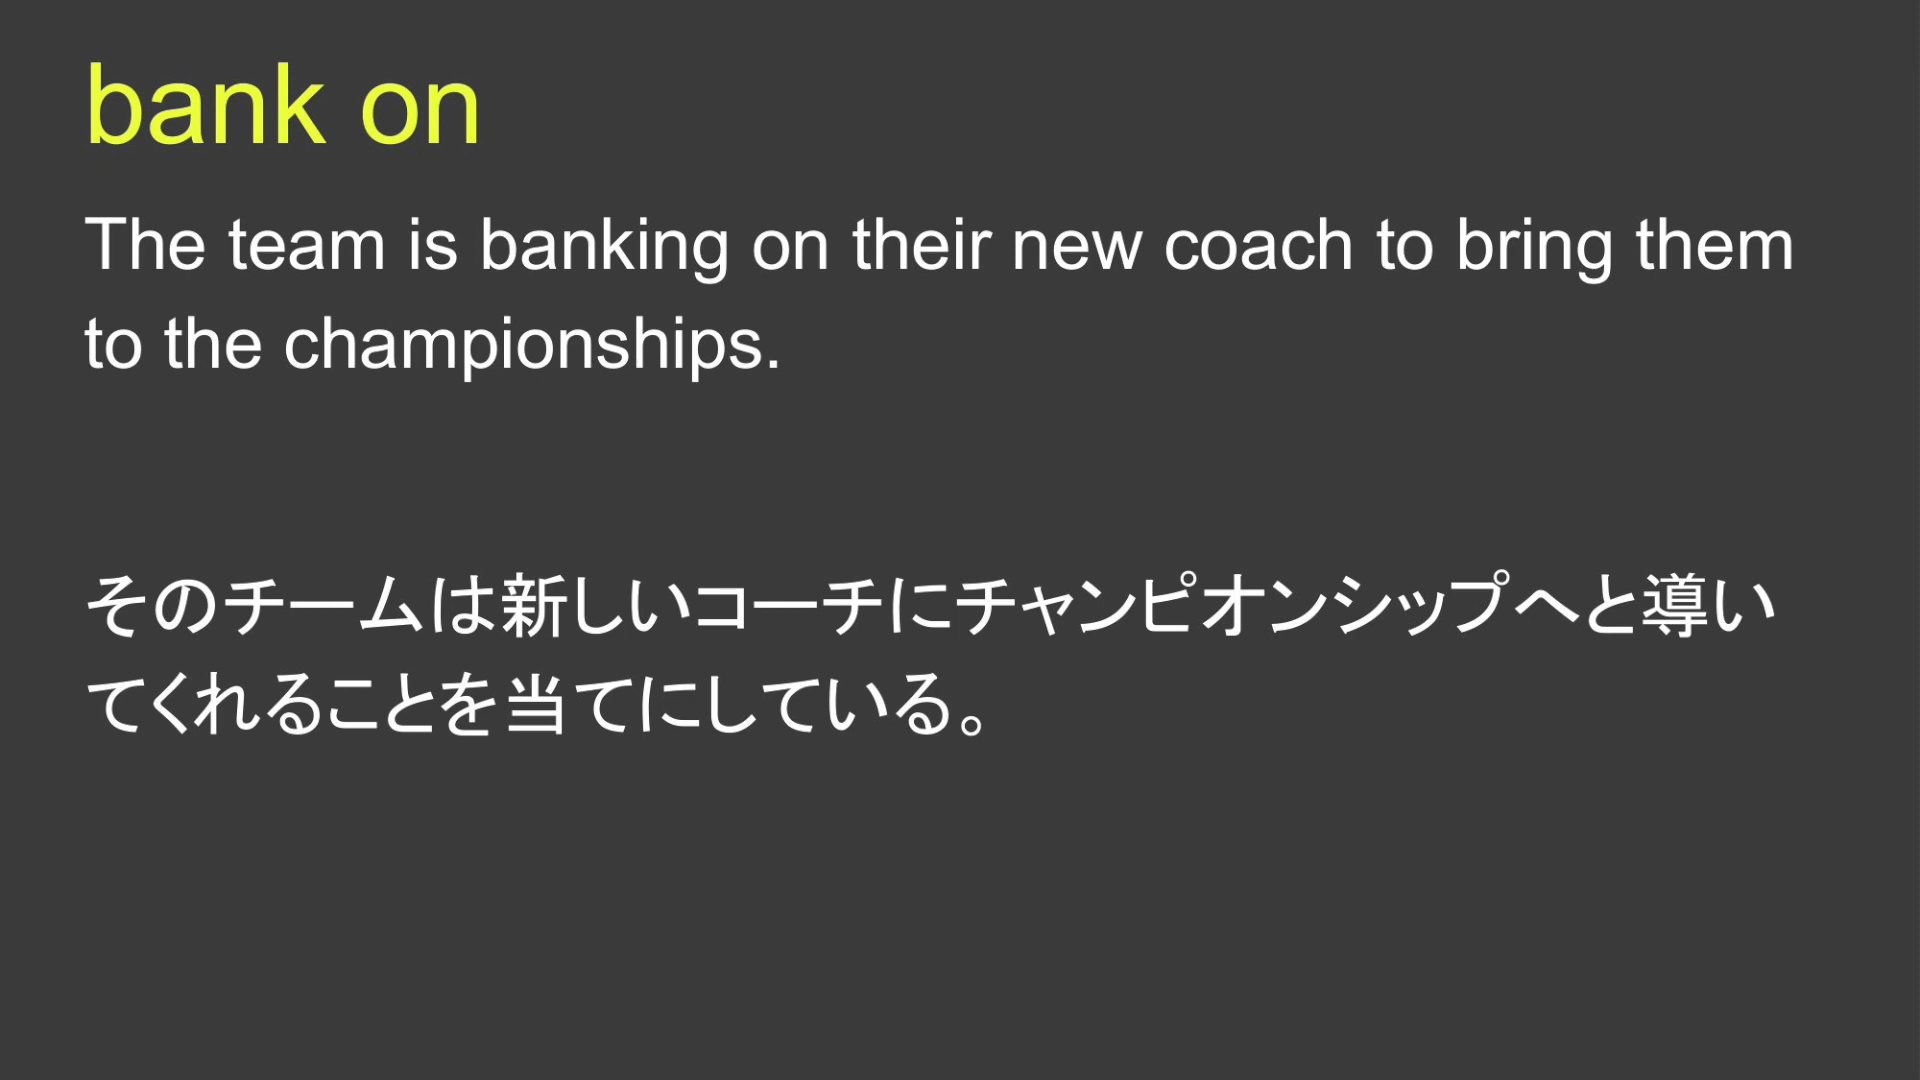 bank on
The team is banking on their new coach to bring them
to the championships.
そのチームは新しいコーチにチャンピオンシップへと導い
てくれることを当てにしている。